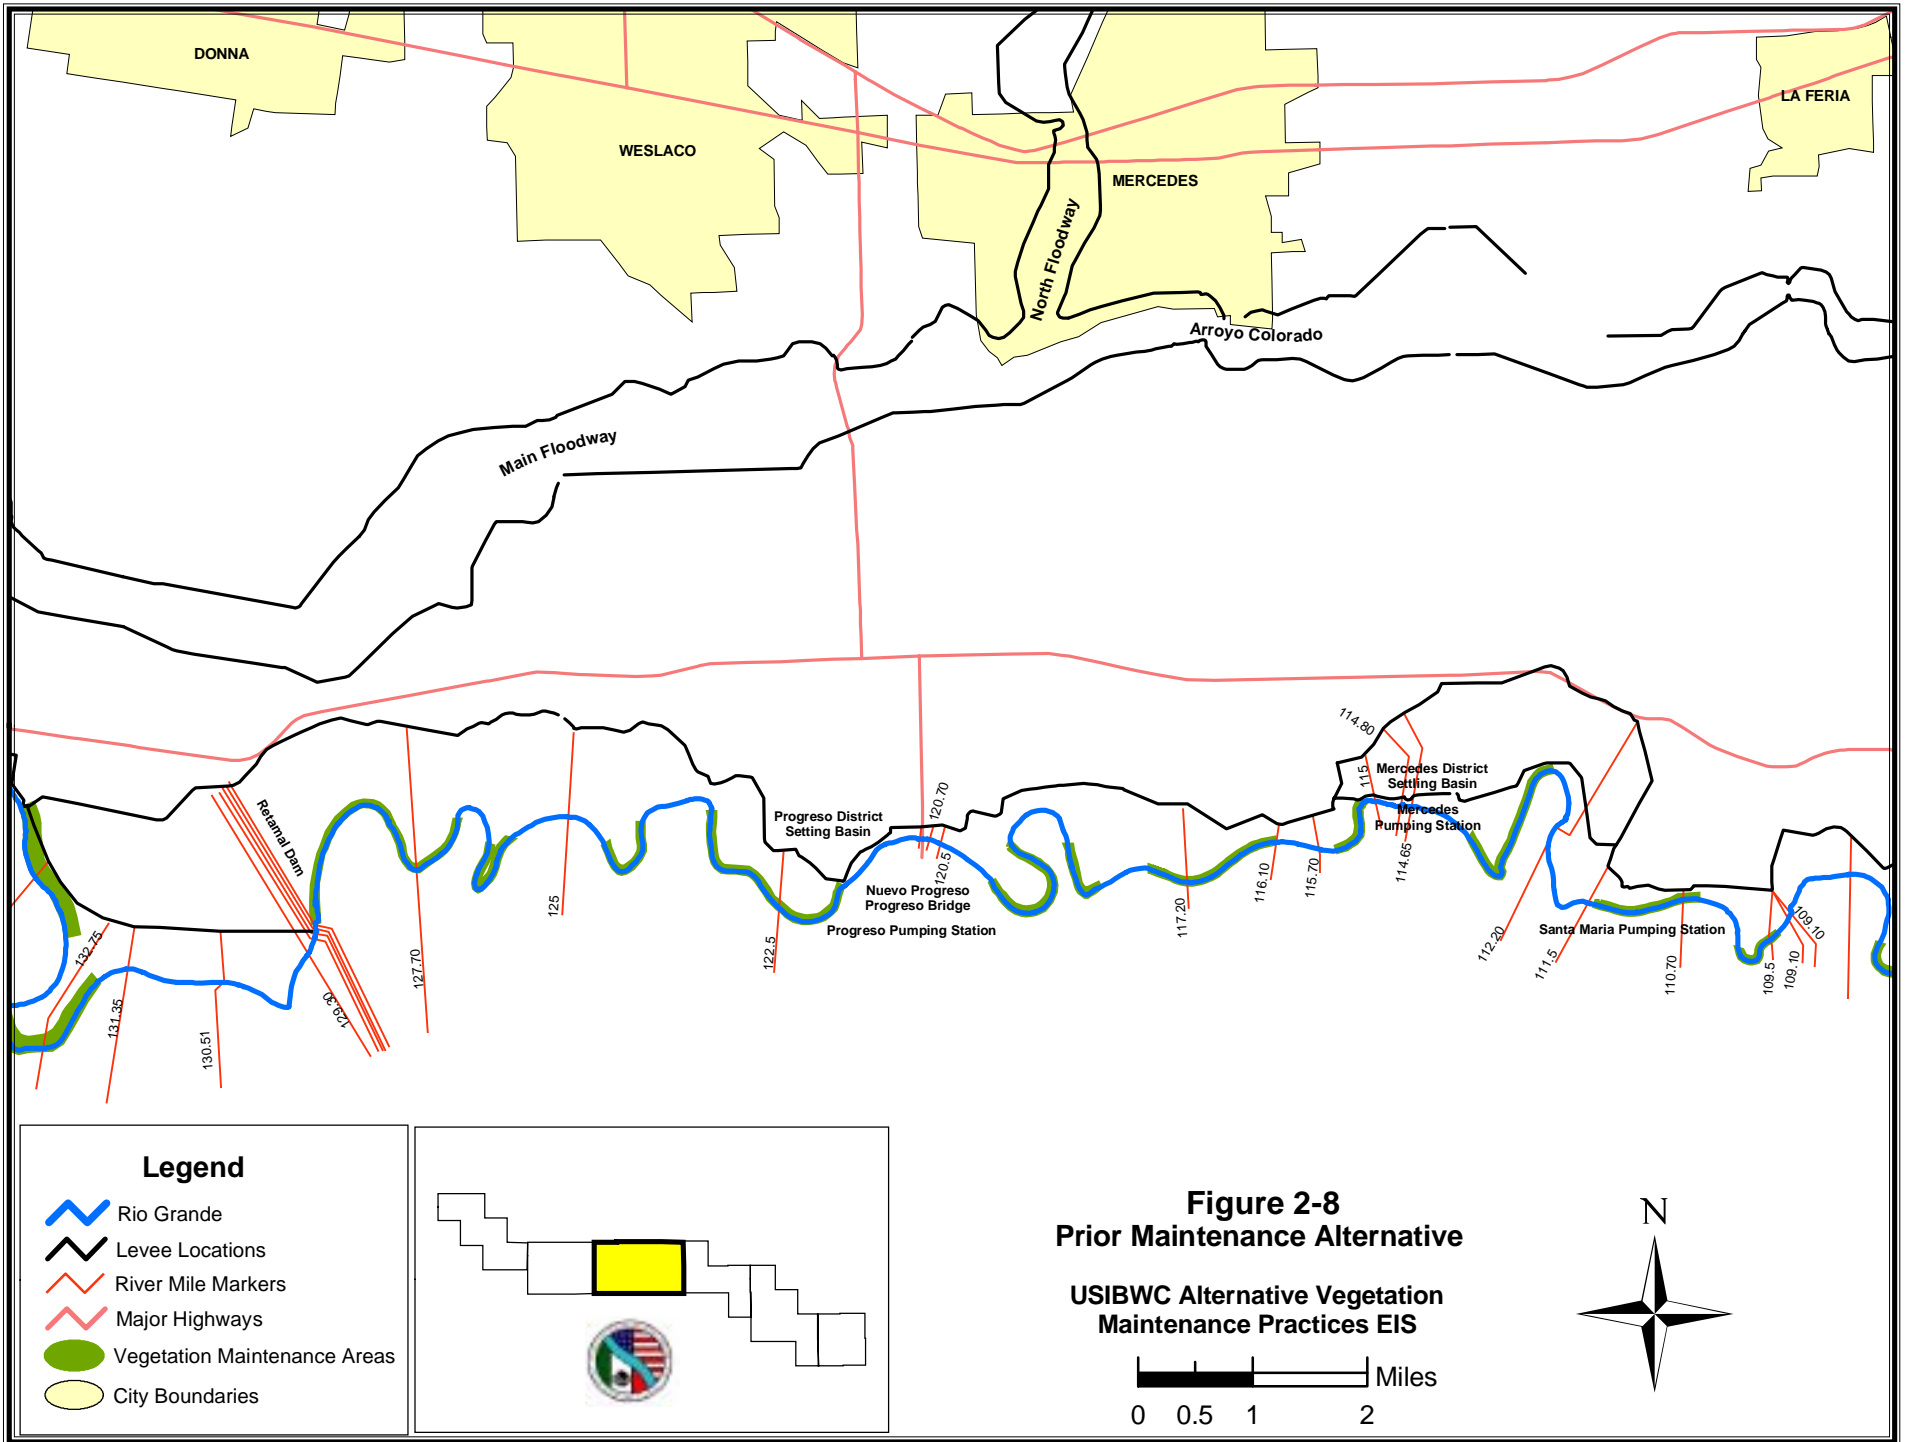 DONNA
WESLACO
MERCEDES
LA FERIA
North Floodway
Arroyo Colorado
Main Floodway
Retamal Dam
Progreso District
Setting Basin
120.70
120.5
Nuevo Progreso
Progreso Bridge
Progreso Pumping Station
114.80
115
Mercedes District
Settling Basin
Mercedes
Pumping Station
114.65
Santa Maria Pumping Station
132.75
131.35
130.51
129.30
127.70
125
122.5
117.20
116.10
115.70
112.20
111.5
110.70
109.5
109.10
109.10
Legend
Rio Grande
Levee Locations
River Mile Markers
Major Highways
Vegetation Maintenance Areas
City Boundaries
Figure 2-8
Prior Maintenance Alternative
USIBWC Alternative Vegetation
Maintenance Practices EIS
Miles
0 0.5 1 2
N